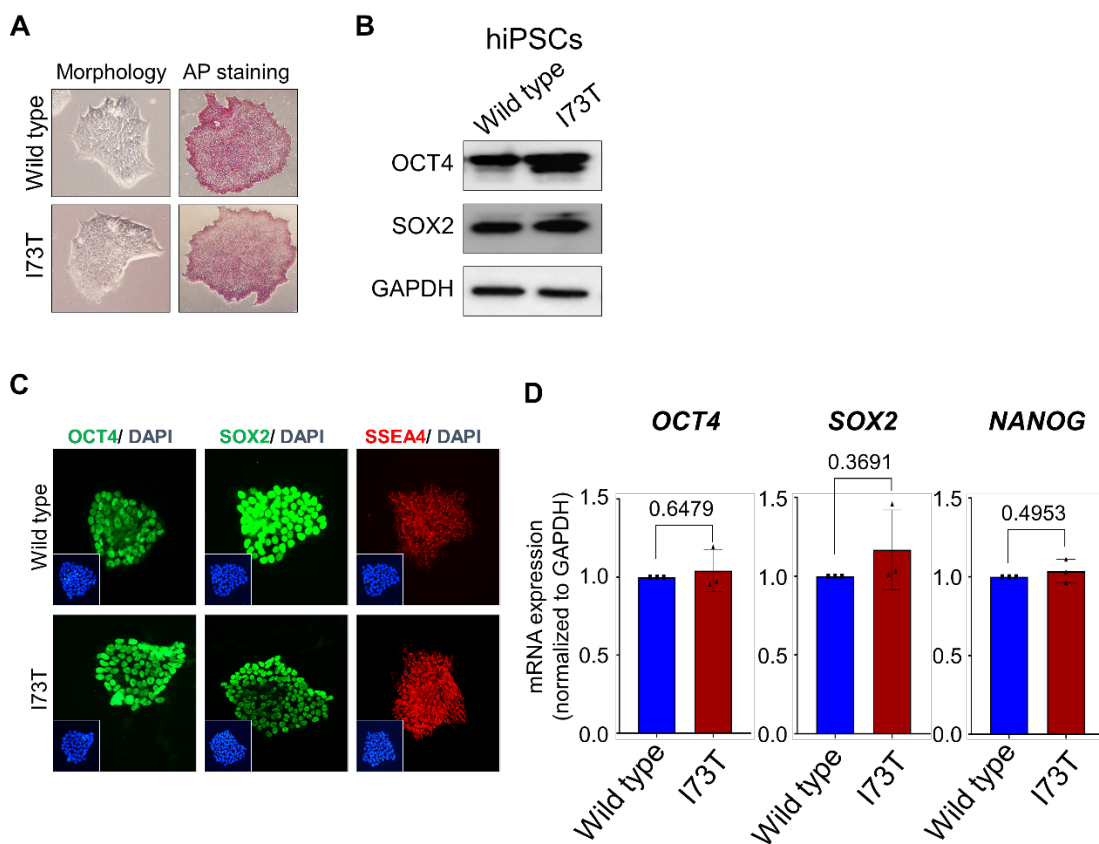 A
Morphology AP staining
Wild type
I73T
B
hiPSCs
Wild type I73T
OCT4
SOX2
GAPDH
C
OCT4/ DAPI SOX2/ DAPI SSEA4/ DAPI
Wild type
I73T
D
OCT4 SOX2 NANOG
mRNA expression
(normalized to GAPDH)
1.5
1.0
0.5
0.0
0.6479
Wild type I73T
1.5
1.0
0.5
0.0
0.3691
Wild type I73T
1.5
1.0
0.5
0.0
0.4953
Wild type I73T